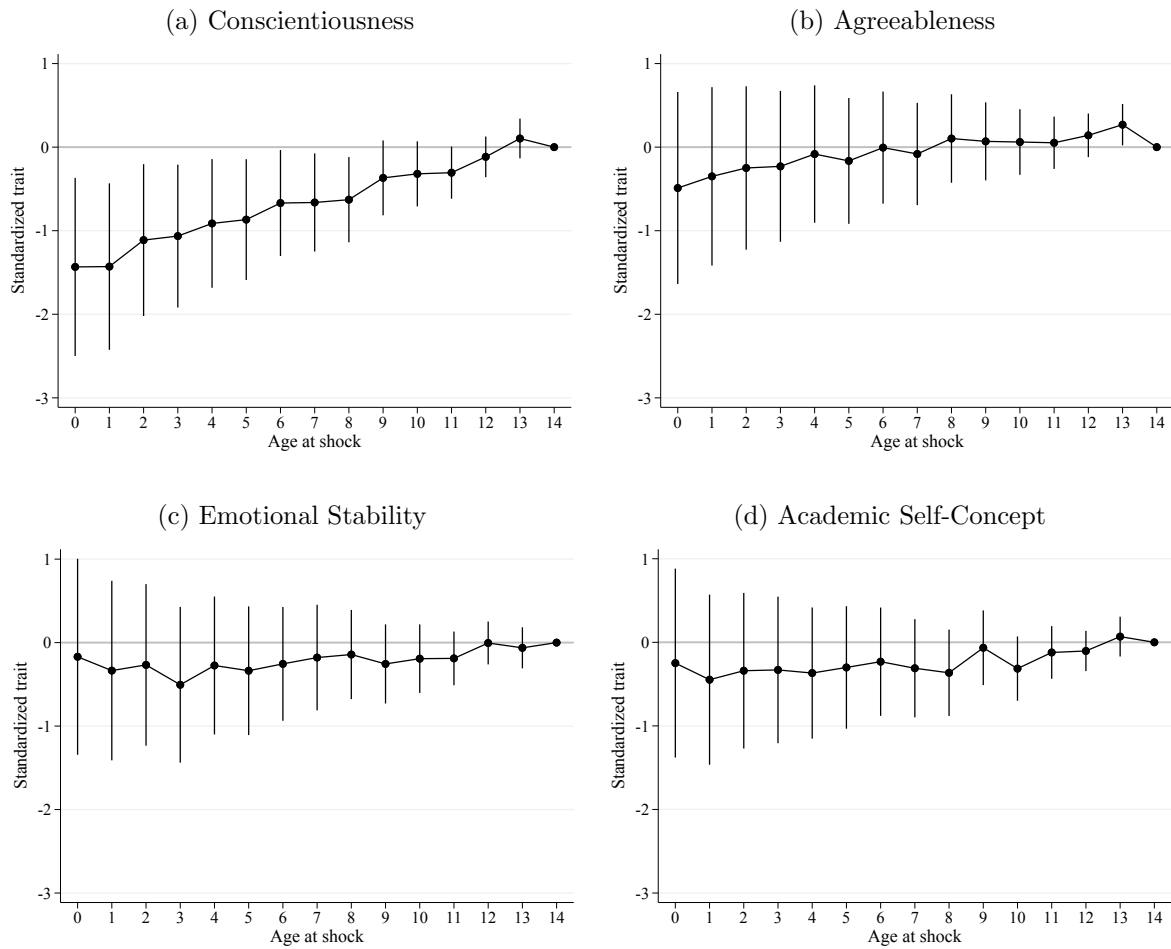 (a) Conscientiousness
1
0
-1
-2
-3
Standardized trait
0 1 2 3 4 5 6 7 8 9 10 11 12 13 14
Age at shock
(b) Agreeableness
1
0
-1
-2
-3
Standardized trait
0 1 2 3 4 5 6 7 8 9 10 11 12 13 14
Age at shock
(c) Emotional Stability
1
0
-1
-2
-3
Standardized trait
0 1 2 3 4 5 6 7 8 9 10 11 12 13 14
Age at shock
(d) Academic Self-Concept
1
0
-1
-2
-3
Standardized trait
0 1 2 3 4 5 6 7 8 9 10 11 12 13 14
Age at shock